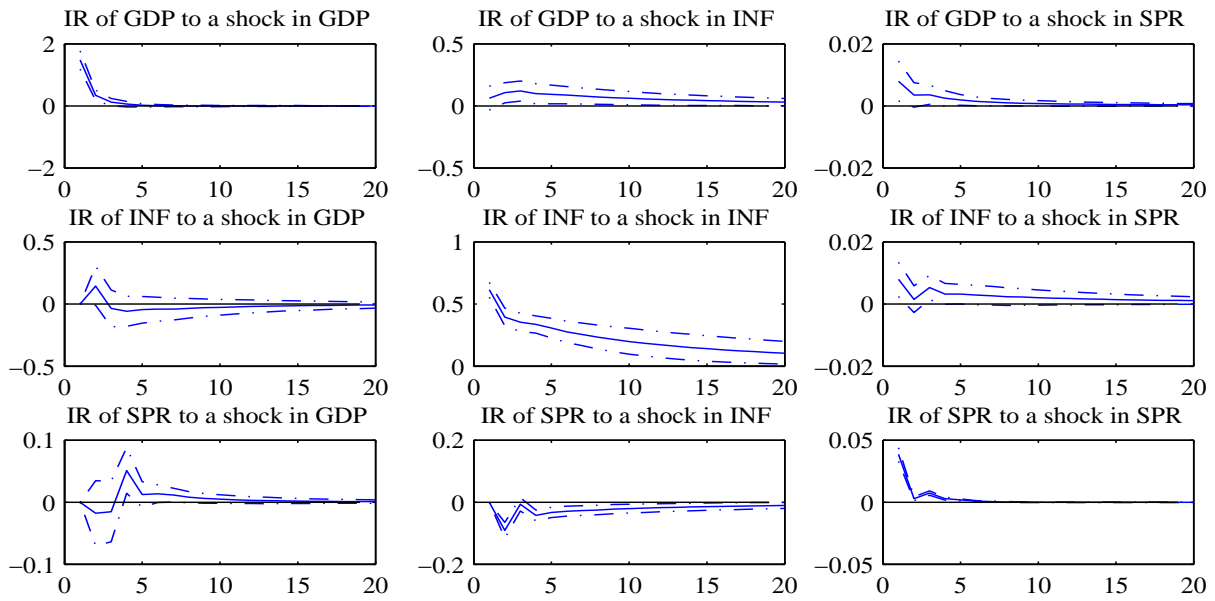 IR of GDP to a shock in GDP
IR of GDP to a shock in INF
IR of GDP to a shock in SPR
2
0
−2
0 5 10 15 20
0.5
0
−0.5
0 5 10 15 20
0.02
0
−0.02
0 5 10 15 20
IR of INF to a shock in GDP
IR of INF to a shock in INF
IR of INF to a shock in SPR
0.5
0
−0.5
0 5 10 15 20
1
0.5
0
0 5 10 15 20
0.02
0
−0.02
0 5 10 15 20
IR of SPR to a shock in GDP
IR of SPR to a shock in INF
IR of SPR to a shock in SPR
0.1
0
−0.1
0 5 10 15 20
0.2
0
−0.2
0 5 10 15 20
0.05
0
−0.05
0 5 10 15 20